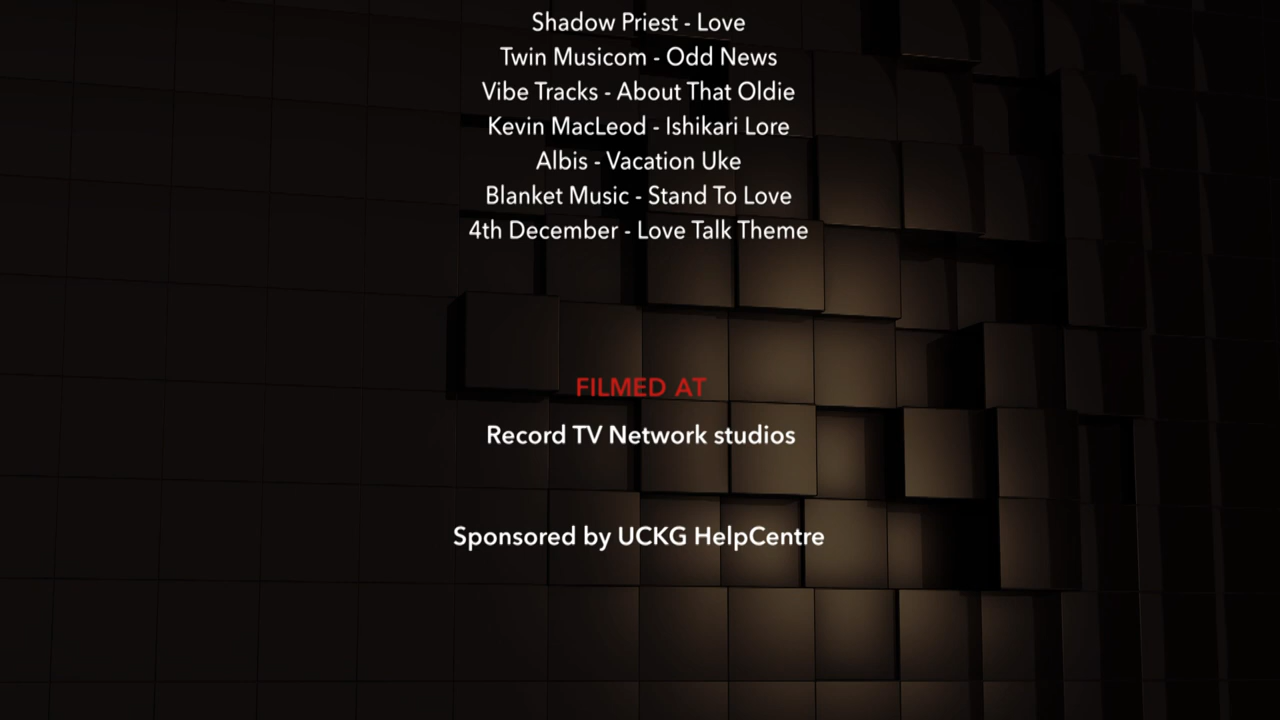 Shadow Priest - Love
Twin Musicom - Odd News
Vibe Tracks - About That Oldie
Kevin MacLeod - Ishikari Lore
Albis - Vacation Uke
Blanket Music - Stand To Love
4th December - Love Talk Theme
FILMED AT
Record TV Network studios
Sponsored by UCKG HelpCentre